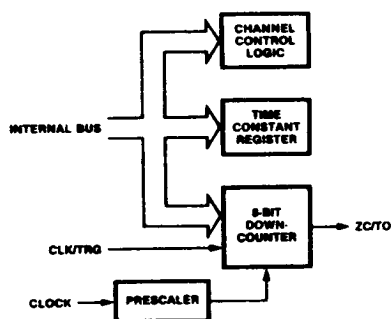 CHANNEL
CONTROL
LOGIC
INTERNAL BUS
TIME
CONSTANT
REGISTER
8-BIT
DOWN-
COUNTER
ZC/TO
CLK/TRG
CLOCK
PRESCALER